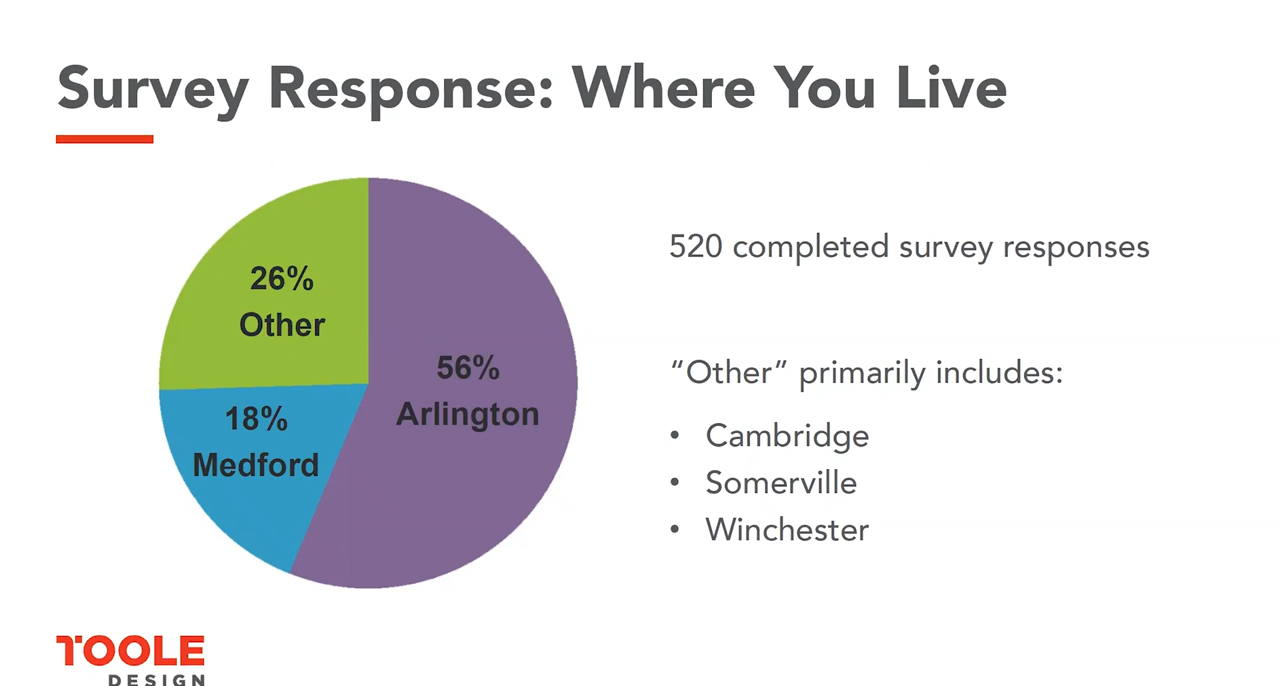 Survey Response: Where You Live
26%
Other
56%
Arlington
18%
Medford
520 completed survey responses
“Other” primarily includes:
• Cambridge
• Somerville
• Winchester
TOOLE
DESIGN